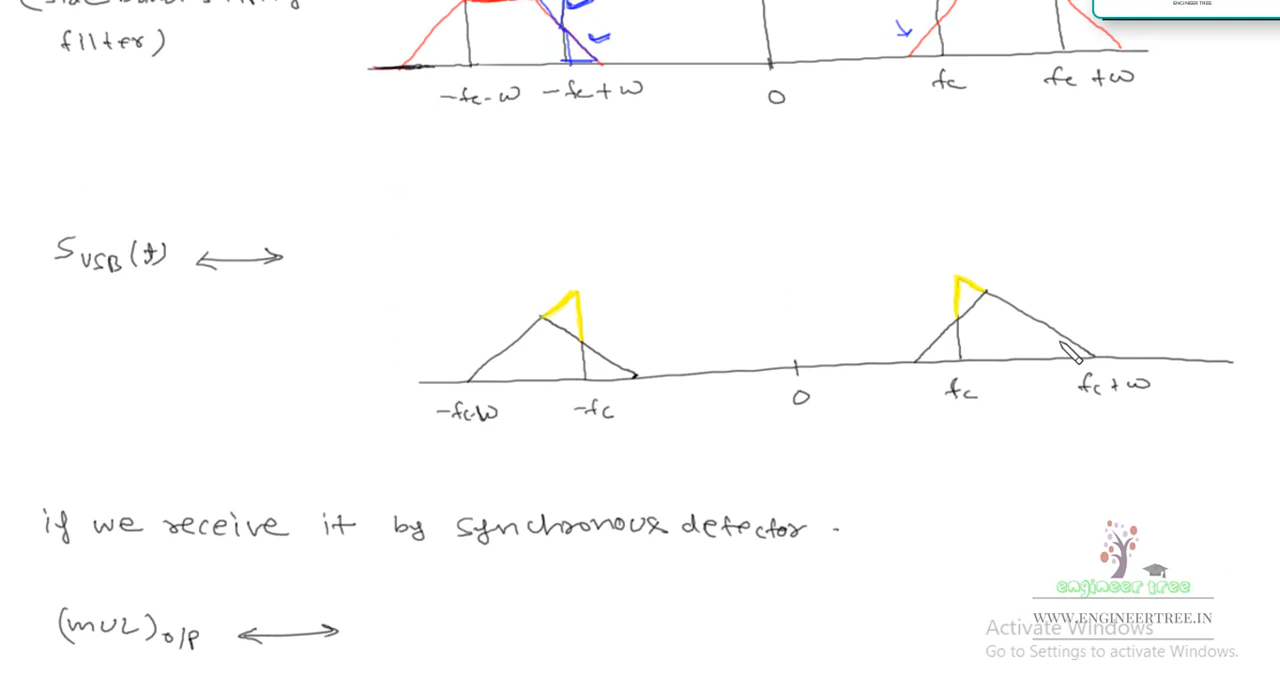 ENGINEER TREE
filter)
-fc-w -fc+w 0 fc fc+w
SVSB(t) ⟷
-fc-w -fc 0 fc fc+w
if we receive it by synchronous detector.
(MUL)o/p ⟷
engineer tree
WWW.ENGINEERTREE.IN
Activate Windows
Go to Settings to activate Windows.